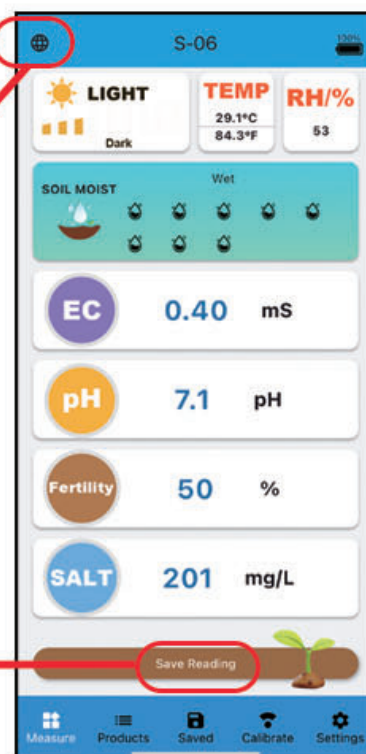 S-06
100%
LIGHT
Dark
TEMP
29.1°C
84.3°F
RH/%
53
SOIL MOIST
Wet
EC 0.40 mS
pH 7.1 pH
Fertility 50 %
SALT 201 mg/L
Save Reading
Measure Products Saved Calibrate Settings